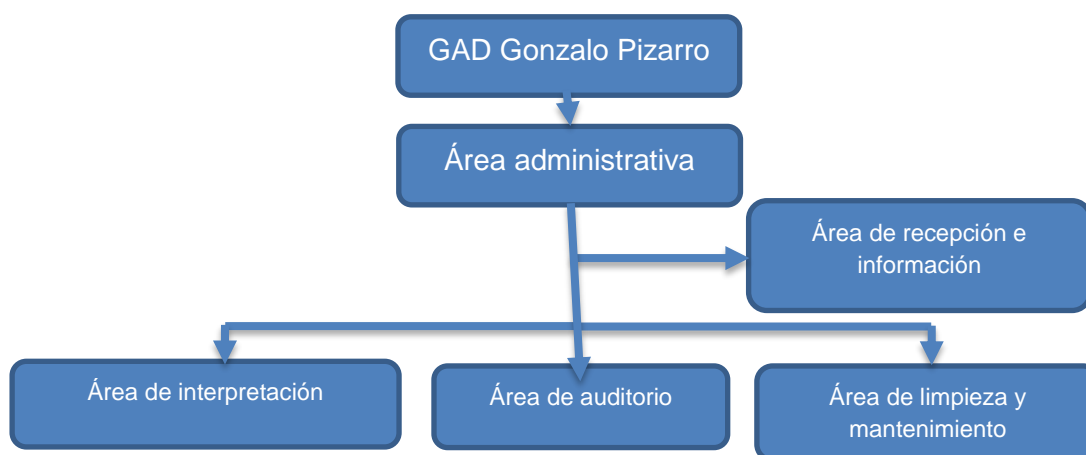 GAD Gonzalo Pizarro
Área administrativa
Área de recepción e
información
Área de interpretación
Área de auditorio
Área de limpieza y
mantenimiento